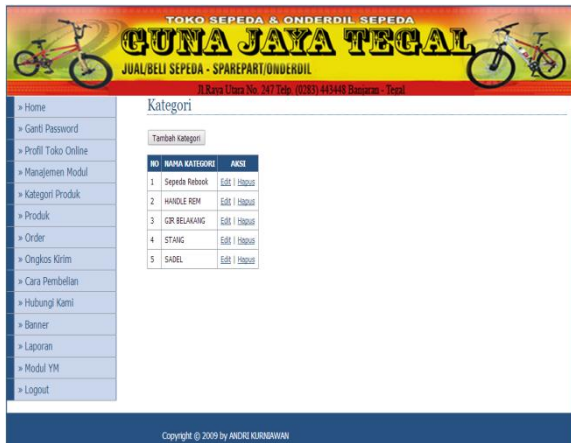 TOKO SEPEDA & ONDERDIL SEPEDA
GUNA JAYA TEGAL
JUAL/BELI SEPEDA - SPAREPART/ONDERDIL
Jl.Raya Utara No. 247 Telp. (0283) 443448 Banjaran - Tegal
» Home
» Ganti Password
» Profil Toko Online
» Manajemen Modul
» Kategori Produk
» Produk
» Order
» Ongkos Kirim
» Cara Pembelian
» Hubungi Kami
» Banner
» Laporan
» Modul YM
» Logout
Kategori
Tambah Kategori
NO NAMA KATEGORI AKSI
1 Sepeda Rebook Edit | Hapus
2 HANDLE REM Edit | Hapus
3 GIR BELAKANG Edit | Hapus
4 STANG Edit | Hapus
5 SADEL Edit | Hapus
Copyright © 2009 by ANDRI KURNIAWAN